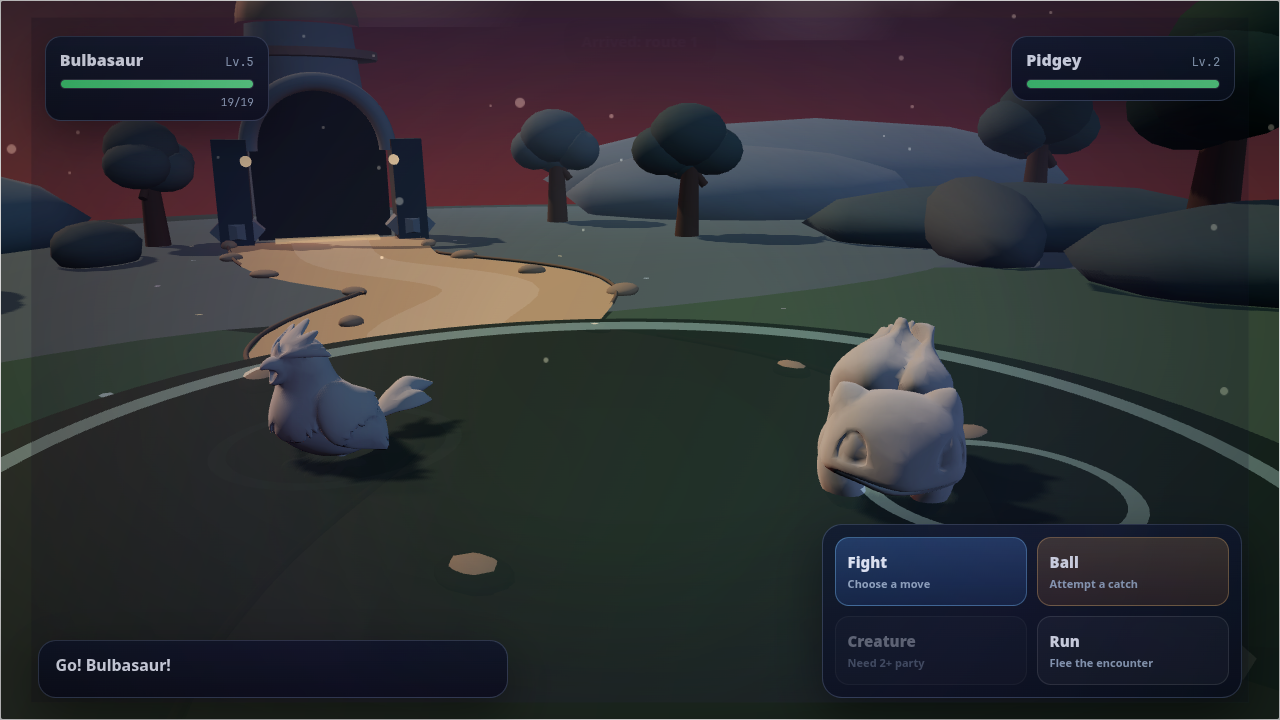 Bulbasaur
Lv.5
19/19
Pidgey
Lv.2
Fight
Choose a move
Ball
Attempt a catch
Creature
Need 2+ party
Run
Flee the encounter
Go! Bulbasaur!